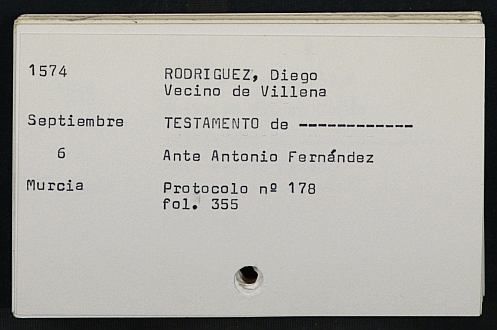 1574 RODRIGUEZ, Diego
Vecino de Villena
Septiembre TESTAMENTO de ------------
6 Ante Antonio Fernández
Murcia Protocolo nº 178
fol. 355